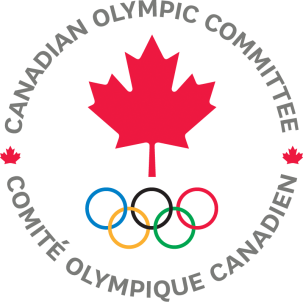 CANADIAN OLYMPIC COMMITTEE
COMITÉ OLYMPIQUE CANADIEN